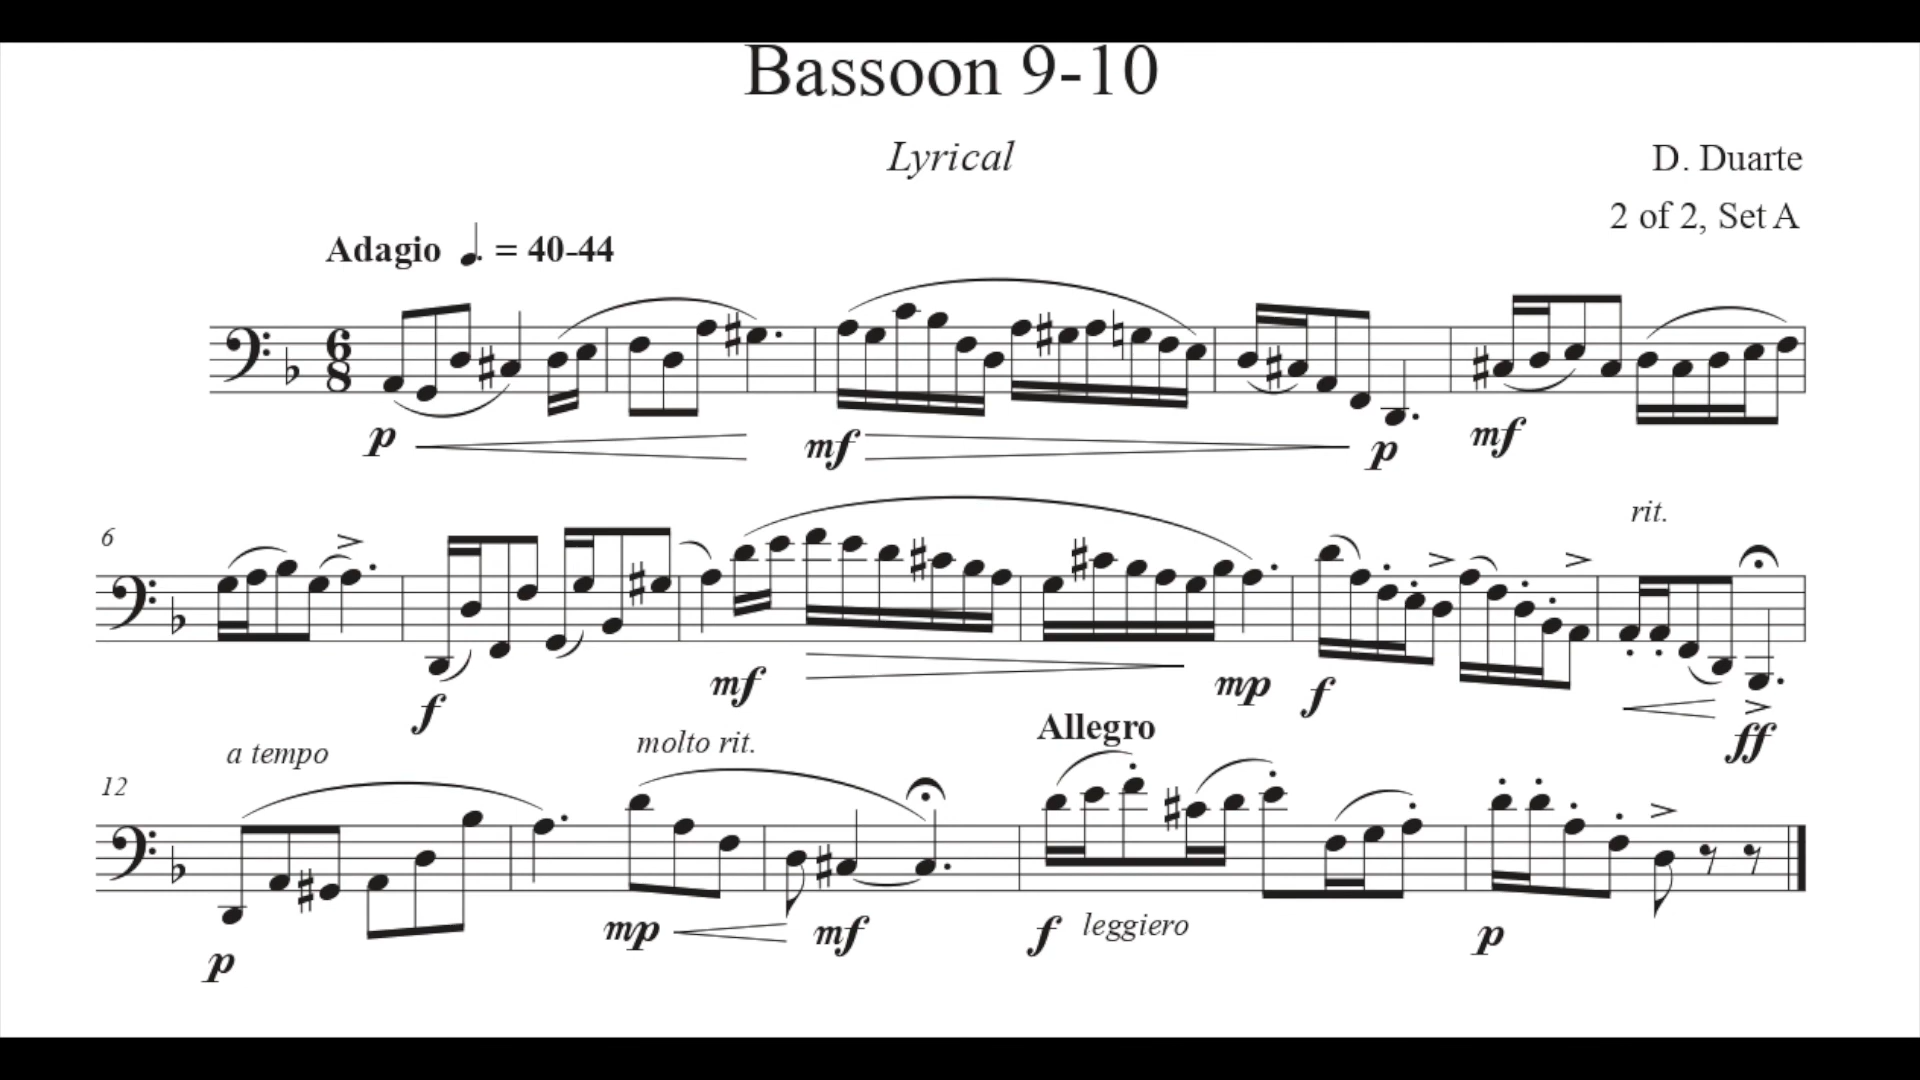 Bassoon 9-10
Lyrical
D. Duarte
2 of 2, Set A
Adagio ♩. = 40-44
6
8
p mf p mf
rit.
6
f mf mp f ff
a tempo molto rit. Allegro
12
p mp mf f leggiero p